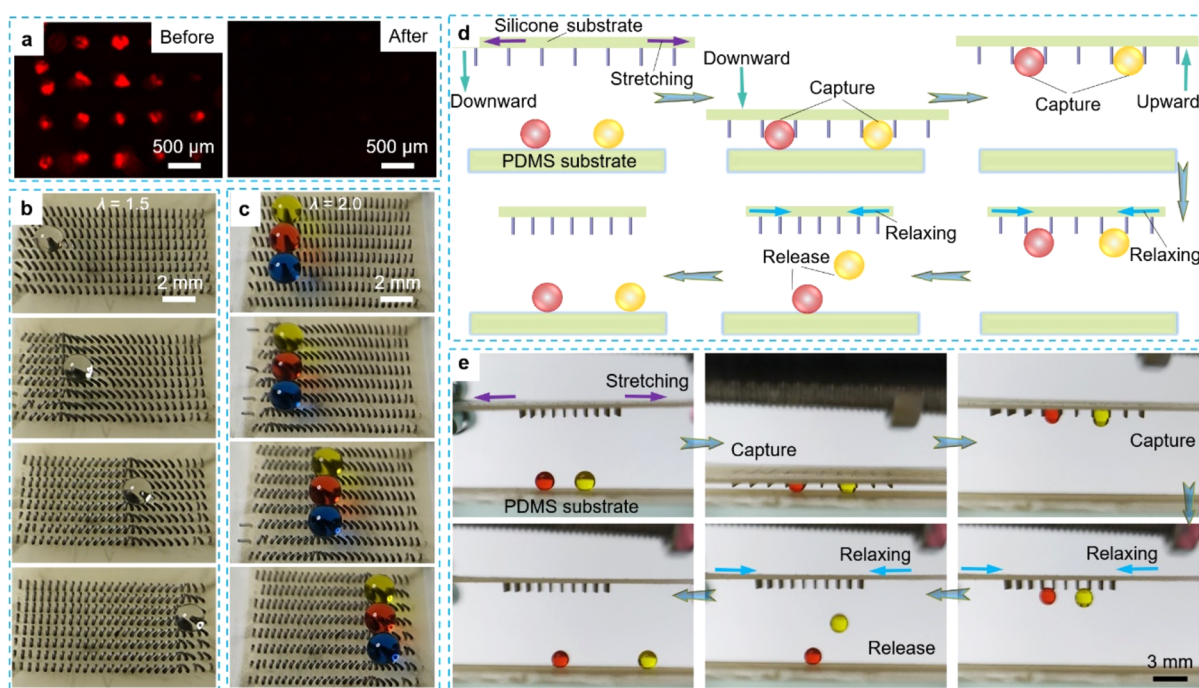 a
Before
500 μm
After
500 μm
b
λ = 1.5
2 mm
c
λ = 2.0
2 mm
d
Silicone substrate
Stretching
Downward
PDMS substrate
Downward
Capture
Capture
Upward
Relaxing
Relaxing
Release
e
Stretching
PDMS substrate
Capture
Capture
Relaxing
Relaxing
Release
3 mm